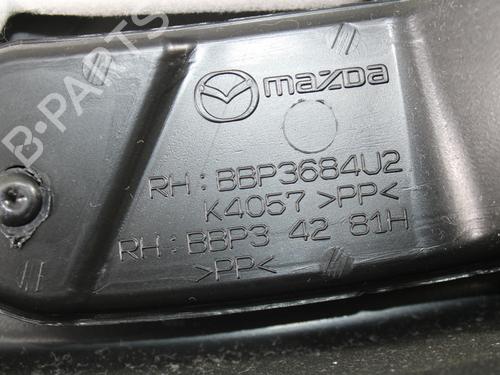 mazda
RH : BBP3684U2
K4057 >PP<
RH : BBP3 42 81H
>PP<
B-PARTS